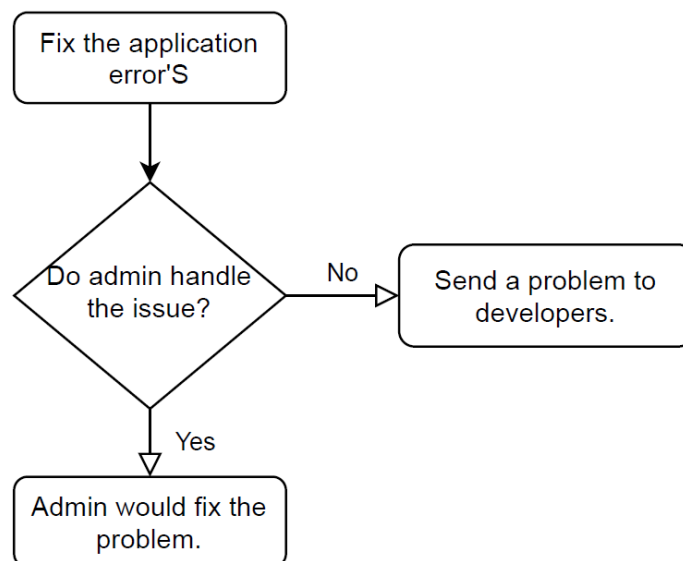 Fix the application
error'S
Do admin handle
the issue?
No
Send a problem to
developers.
Yes
Admin would fix the
problem.